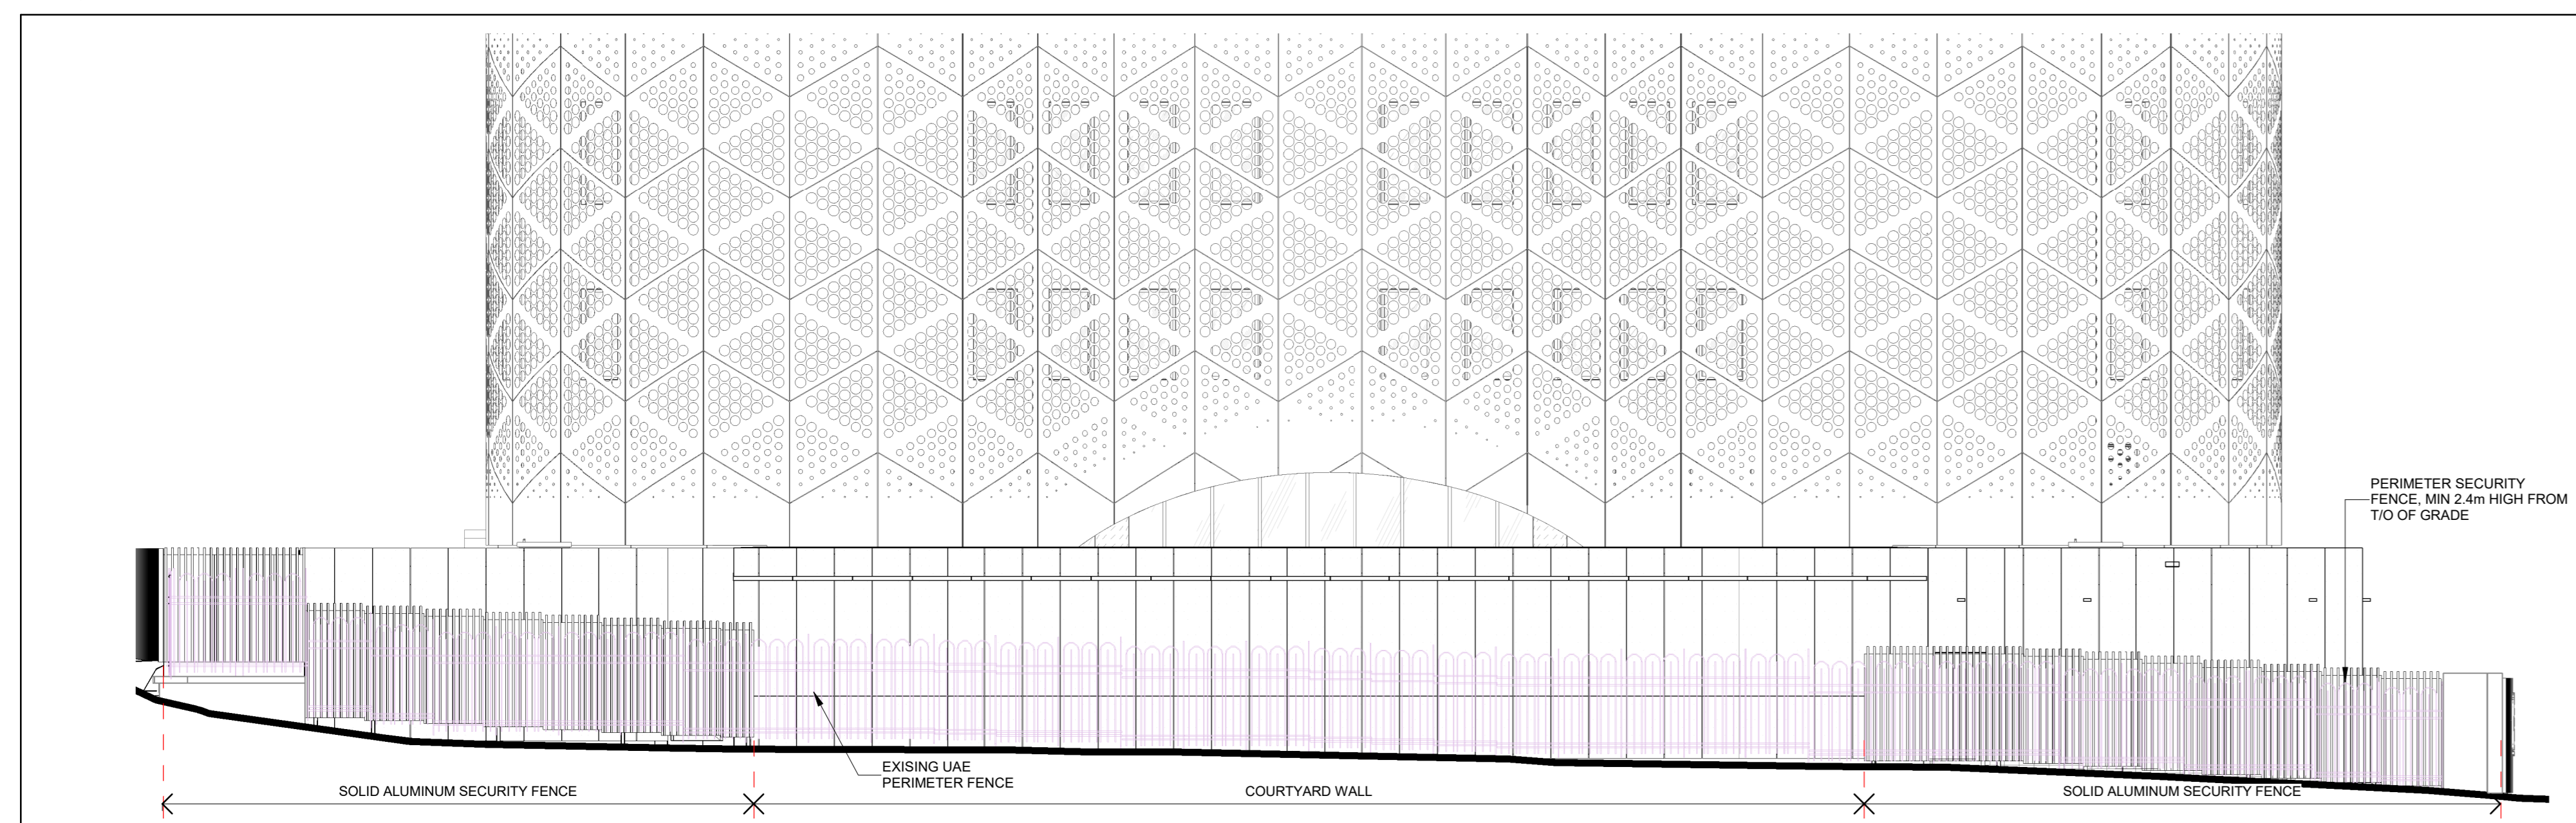 PERIMETER SECURITY
FENCE, MIN 2.4m HIGH FROM
T/O OF GRADE
EXISING UAE
PERIMETER FENCE
SOLID ALUMINUM SECURITY FENCE
COURTYARD WALL
SOLID ALUMINUM SECURITY FENCE